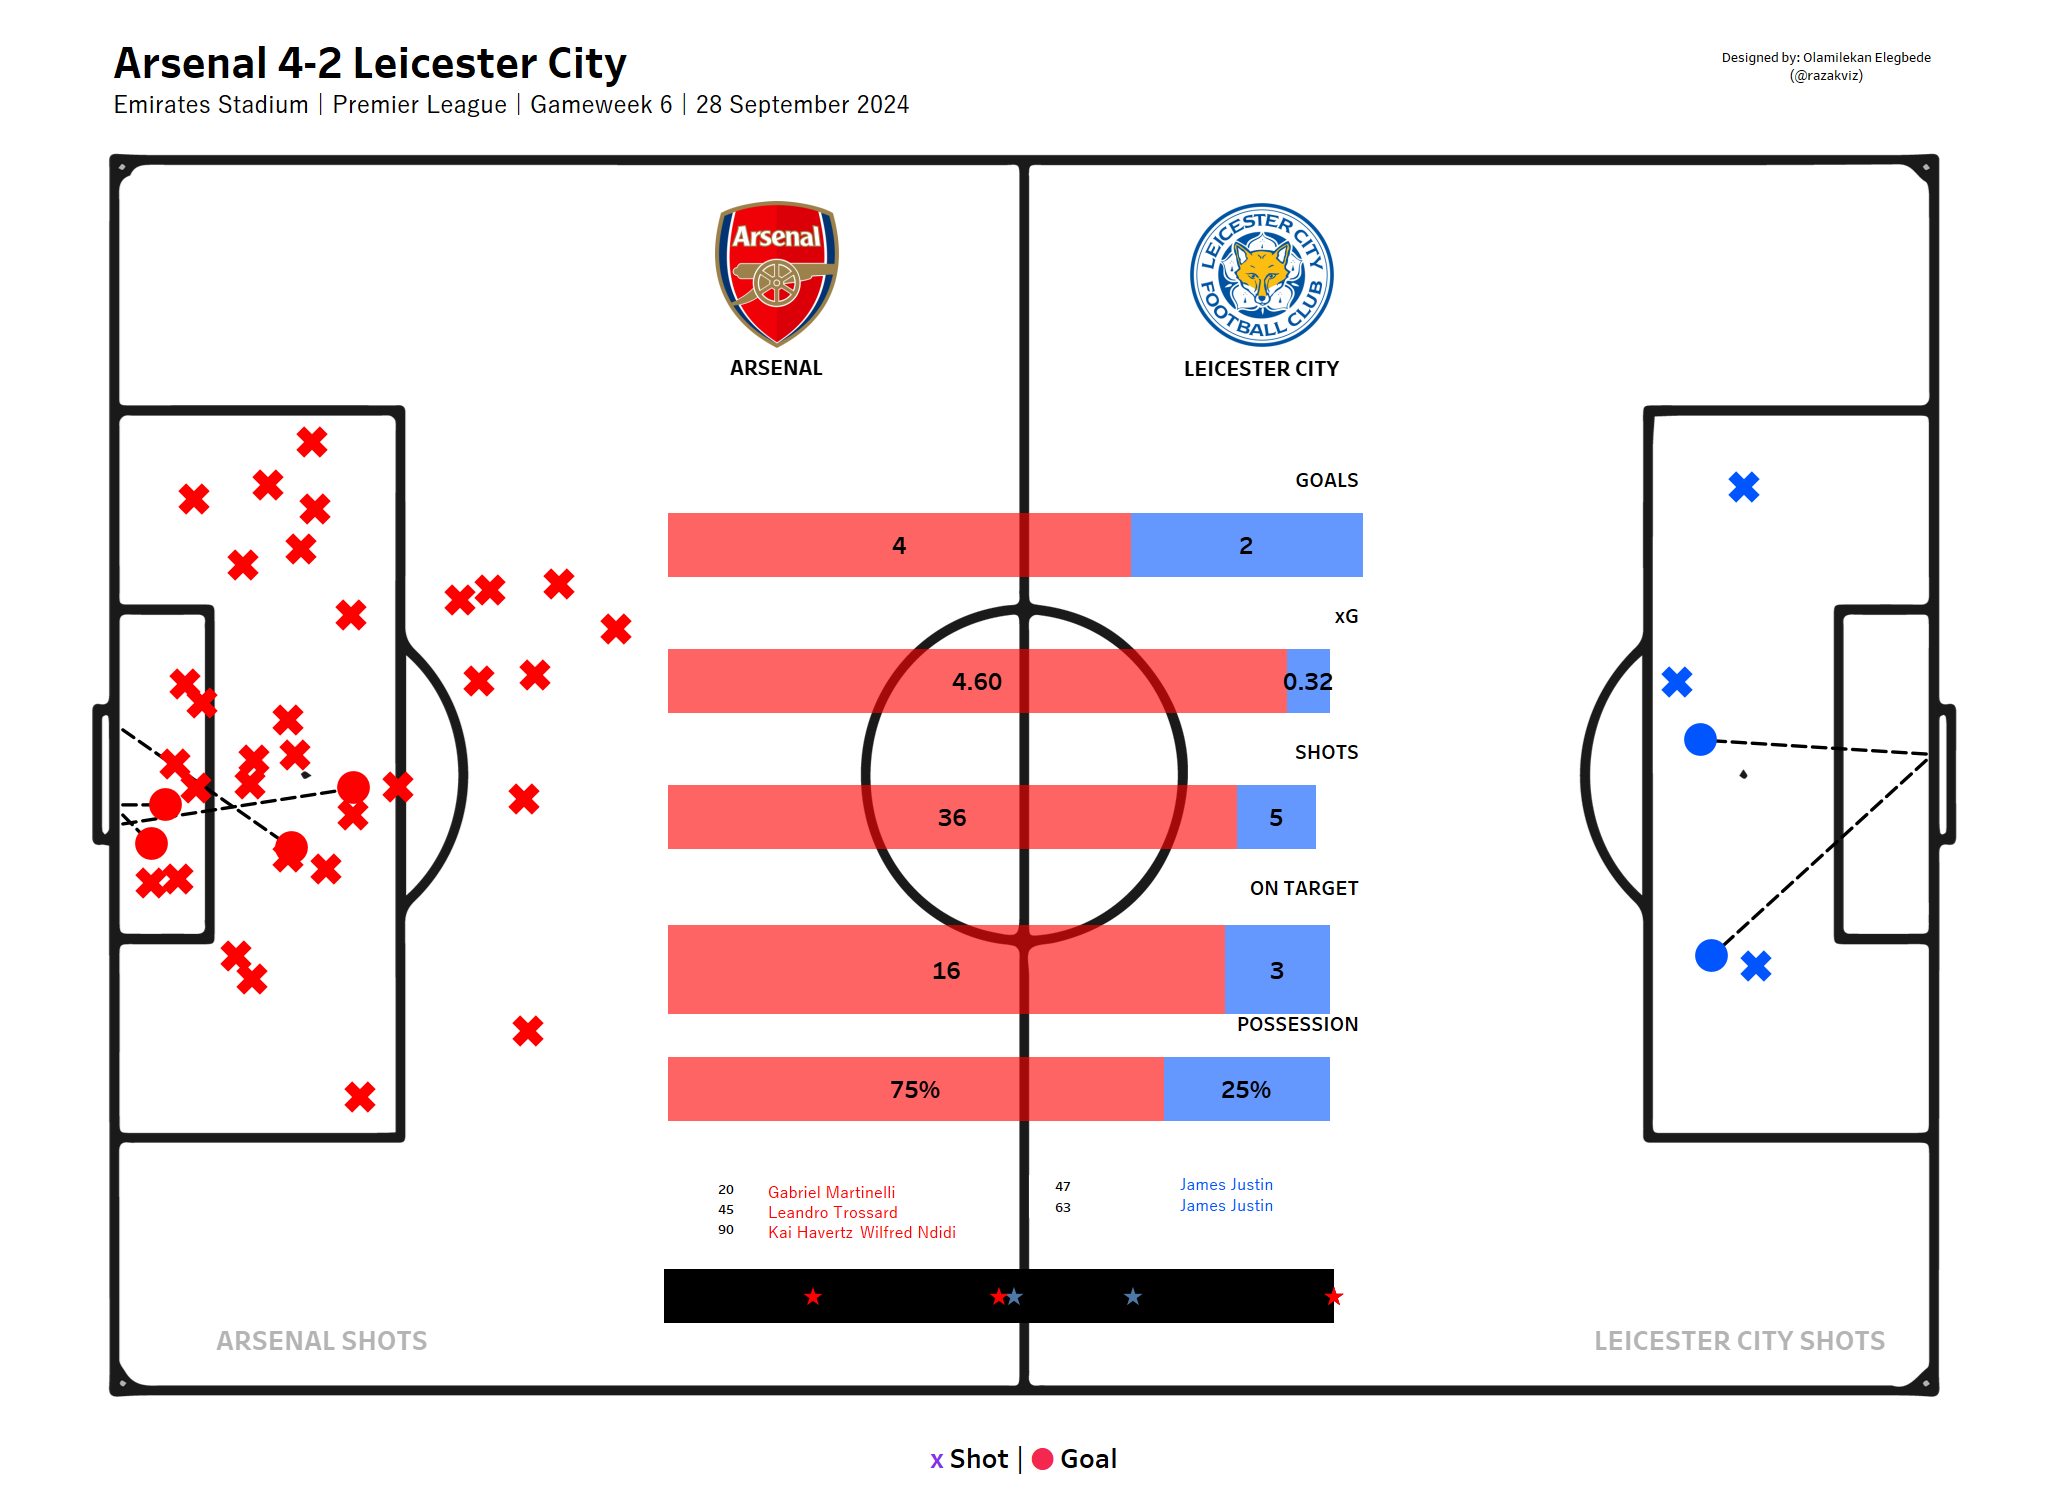 Arsenal 4-2 Leicester City
Emirates Stadium | Premier League | Gameweek 6 | 28 September 2024
Designed by: Olamilekan Elegbede
(@razakviz)
Arsenal
LEICESTER CITY
FOOTBALL CLUB
ARSENAL
LEICESTER CITY
GOALS
4 2
xG
4.60 0.32
SHOTS
36 5
ON TARGET
16 3
POSSESSION
75% 25%
20 Gabriel Martinelli
45 Leandro Trossard
90 Kai Havertz Wilfred Ndidi
47 James Justin
63 James Justin
ARSENAL SHOTS
LEICESTER CITY SHOTS
x Shot | Goal